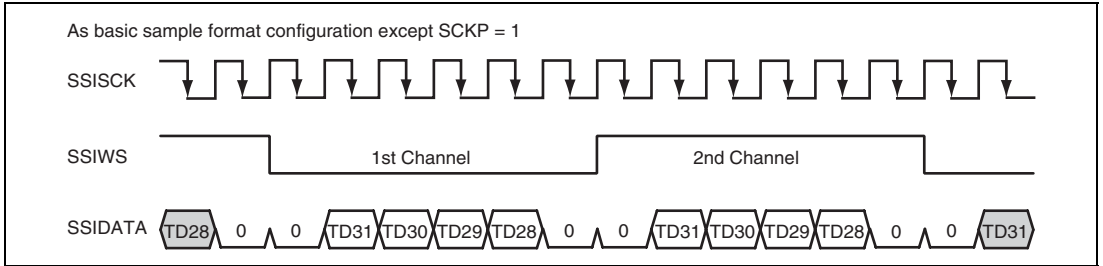 As basic sample format configuration except SCKP = 1
SSISCK
SSIWS 1st Channel 2nd Channel
SSIDATA TD28 0 0 TD31 TD30 TD29 TD28 0 0 TD31 TD30 TD29 TD28 0 0 TD31